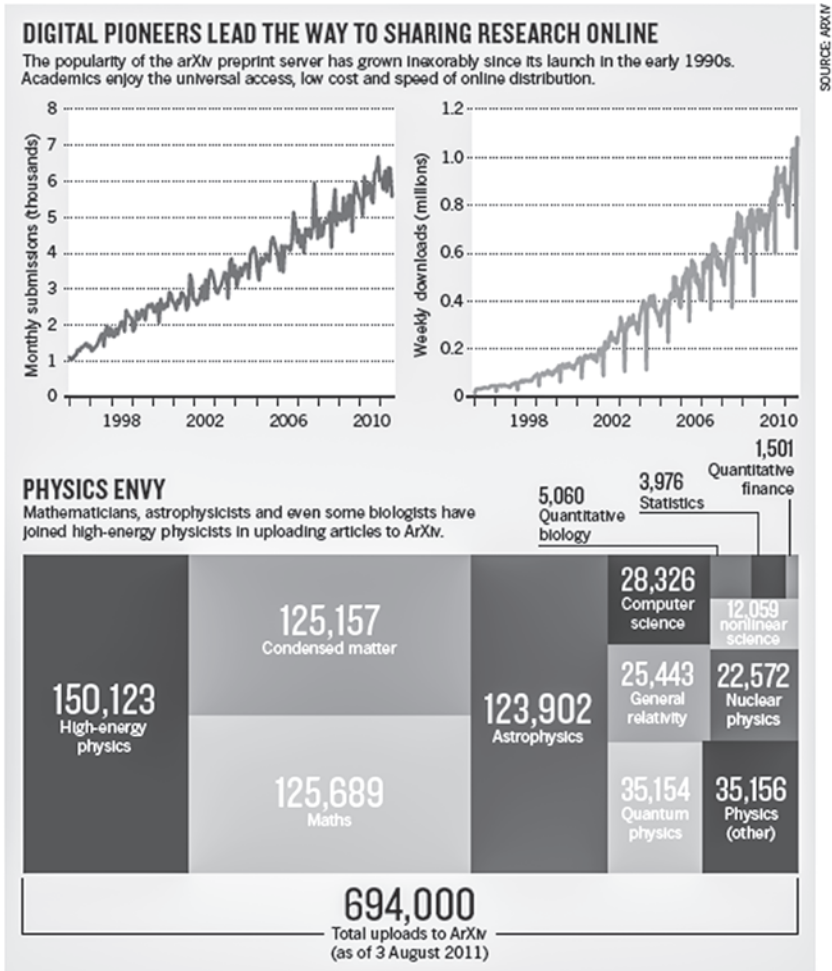 DIGITAL PIONEERS LEAD THE WAY TO SHARING RESEARCH ONLINE
The popularity of the arXiv preprint server has grown inexorably since its launch in the early 1990s.
Academics enjoy the universal access, low cost and speed of online distribution.
SOURCE: ARXIV
Monthly submissions (thousands)
8
7
6
5
4
3
2
1
0
1998 2002 2006 2010
Weekly downloads (millions)
1.2
1.0
0.8
0.6
0.4
0.2
0
1998 2002 2006 2010
PHYSICS ENVY
Mathematicians, astrophysicists and even some biologists have
joined high-energy physicists in uploading articles to ArXiv.
5,060
Quantitative
biology
3,976
Statistics
1,501
Quantitative
finance
150,123
High-energy
physics
125,157
Condensed matter
125,689
Maths
123,902
Astrophysics
28,326
Computer
science
12,059
nonlinear
science
25,443
General
relativity
22,572
Nuclear
physics
35,154
Quantum
physics
35,156
Physics
(other)
694,000
Total uploads to ArXiv
(as of 3 August 2011)